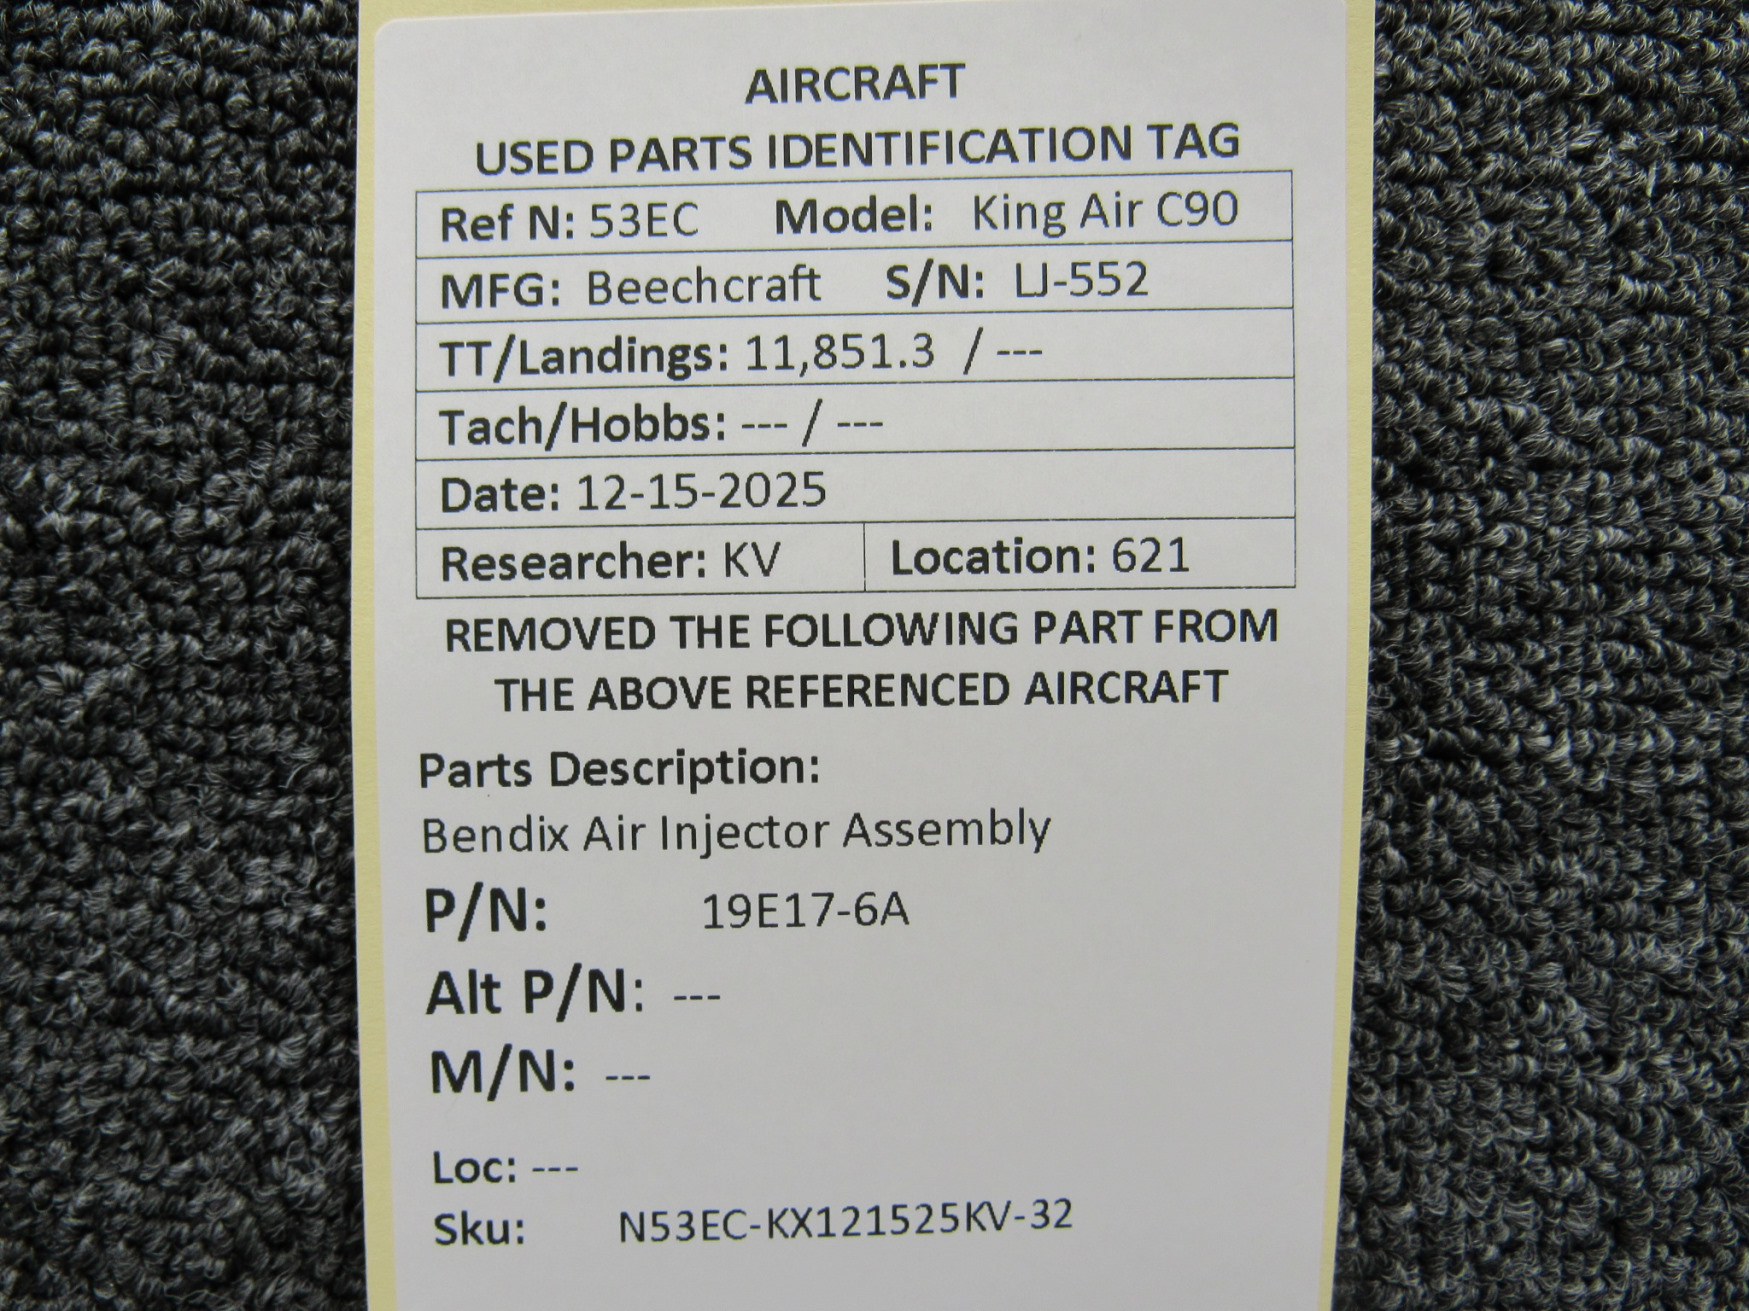 AIRCRAFT
USED PARTS IDENTIFICATION TAG
Ref N: 53EC Model: King Air C90
MFG: Beechcraft S/N: LJ-552
TT/Landings: 11,851.3 / ---
Tach/Hobbs: --- / ---
Date: 12-15-2025
Researcher: KV Location: 621
REMOVED THE FOLLOWING PART FROM
THE ABOVE REFERENCED AIRCRAFT
Parts Description:
Bendix Air Injector Assembly
P/N: 19E17-6A
Alt P/N: ---
M/N: ---
Loc: ---
Sku: N53EC-KX121525KV-32